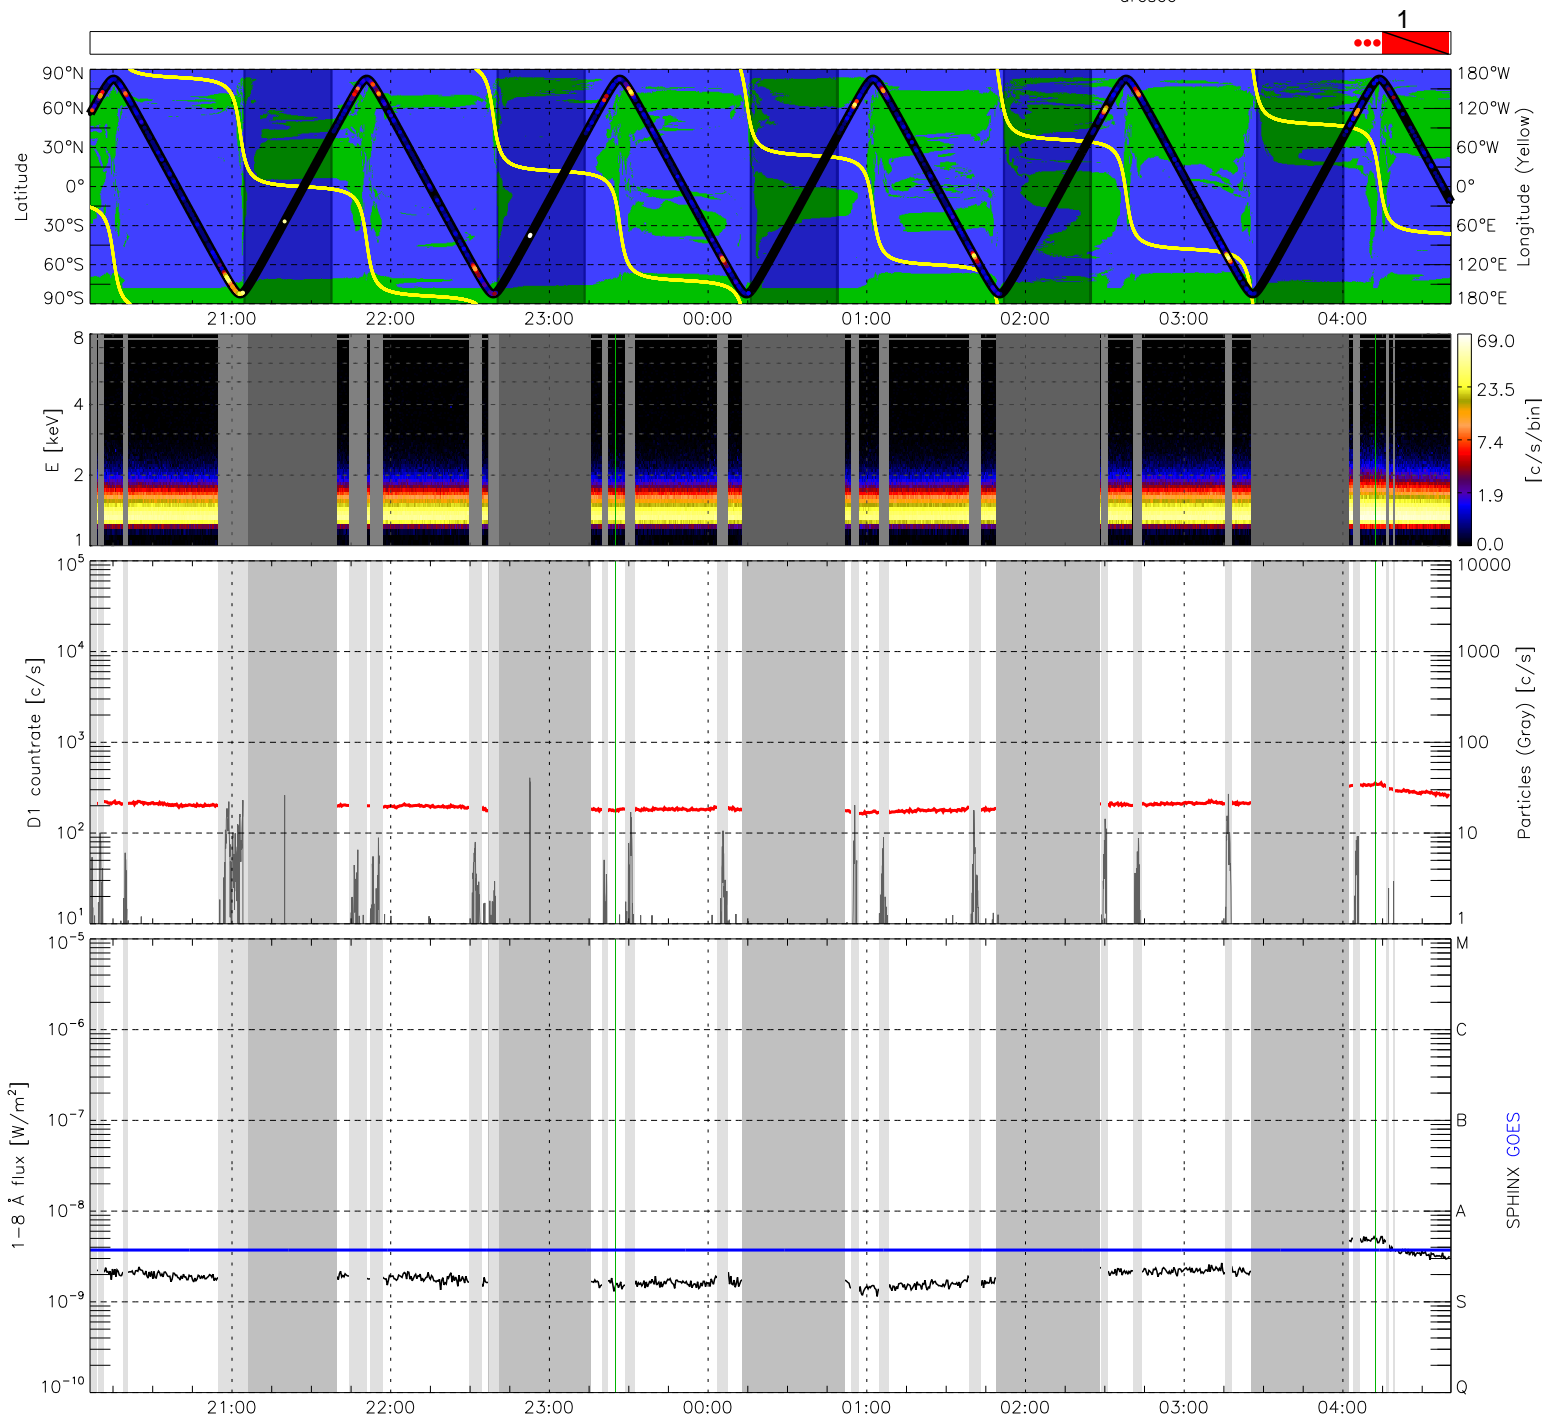 1
90°N
60°N
30°N
0°
30°S
60°S
90°S
Latitude
180°W
120°W
60°W
0°
60°E
120°E
180°E
Longitude (Yellow)
21:00 22:00 23:00 00:00 01:00 02:00 03:00 04:00
8
4
2
1
E [keV]
69.0
23.5
7.4
1.9
0.0
[c/s/bin]
10^5
10^4
10^3
10^2
10^1
D1 countrate [c/s]
10000
1000
100
10
1
Particles (Gray) [c/s]
10^-5
10^-6
10^-7
10^-8
10^-9
10^-10
1-8 Å flux [W/m^2]
M
C
B
A
S
Q
SPHINX GOES
21:00 22:00 23:00 00:00 01:00 02:00 03:00 04:00